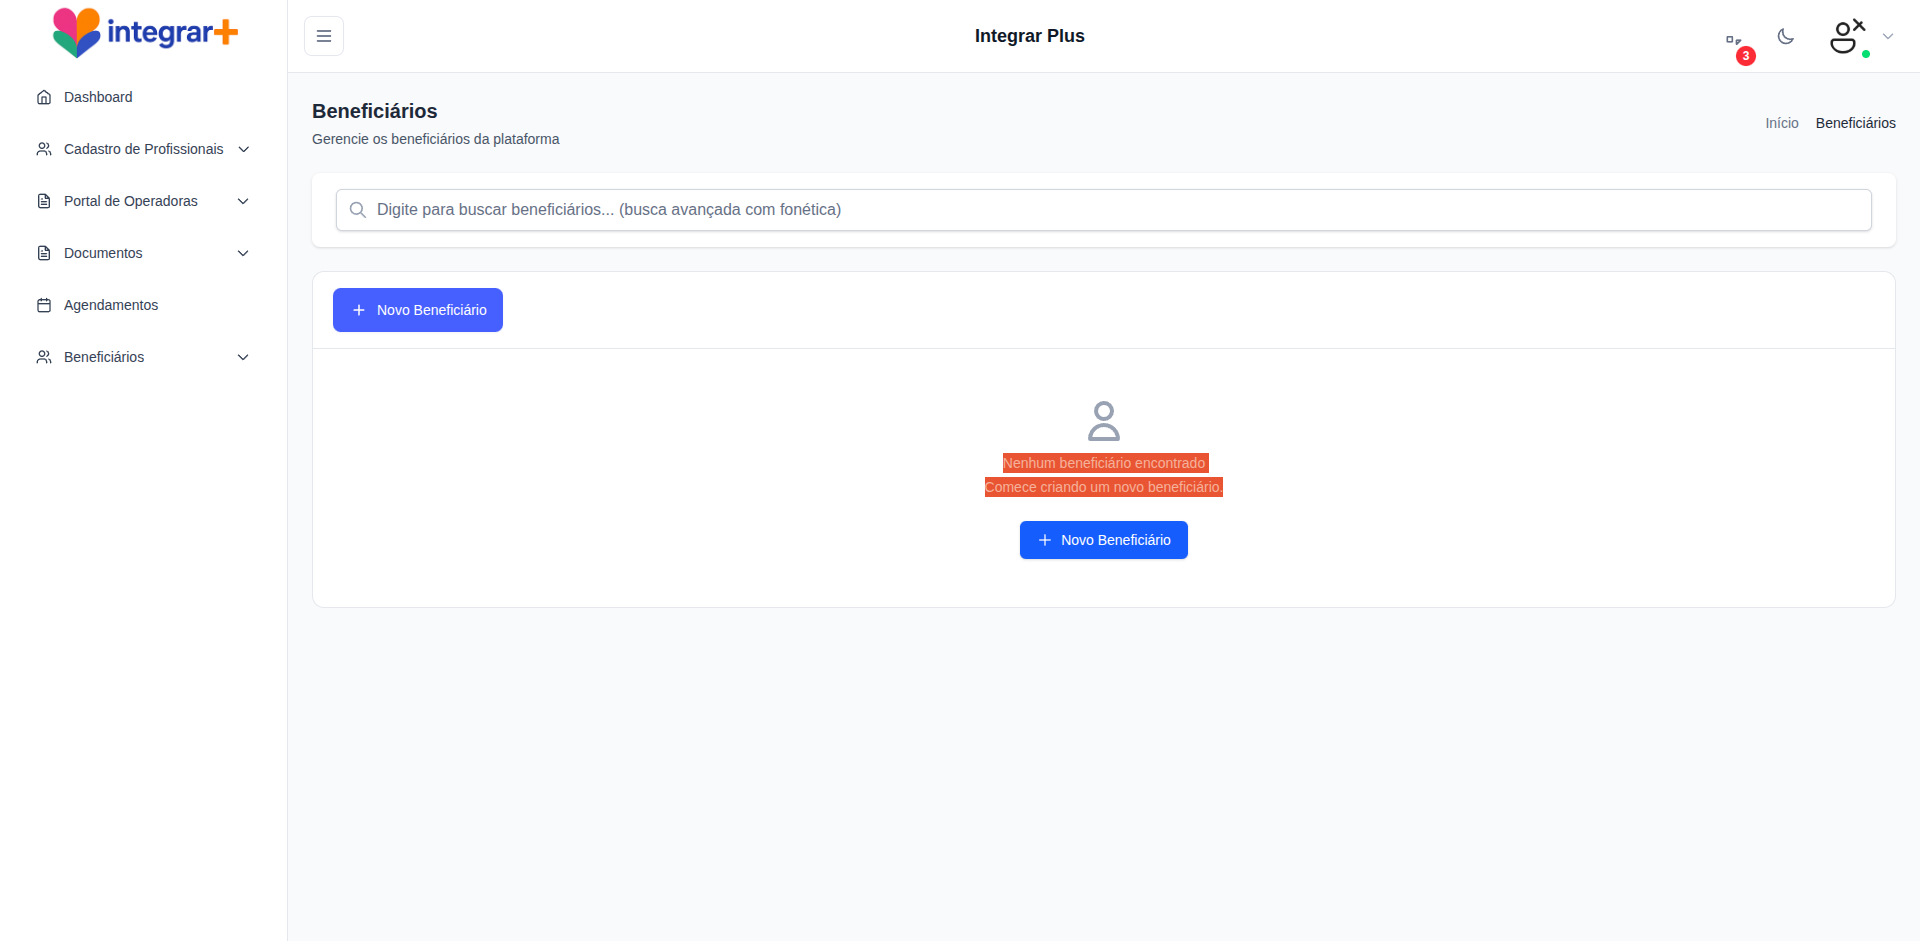 integrar+
Integrar Plus
3
Dashboard
Cadastro de Profissionais
Portal de Operadoras
Documentos
Agendamentos
Beneficiários
Beneficiários
Gerencie os beneficiários da plataforma
Início
Beneficiários
Digite para buscar beneficiários... (busca avançada com fonética)
Novo Beneficiário
Nenhum beneficiário encontrado
Comece criando um novo beneficiário.
Novo Beneficiário